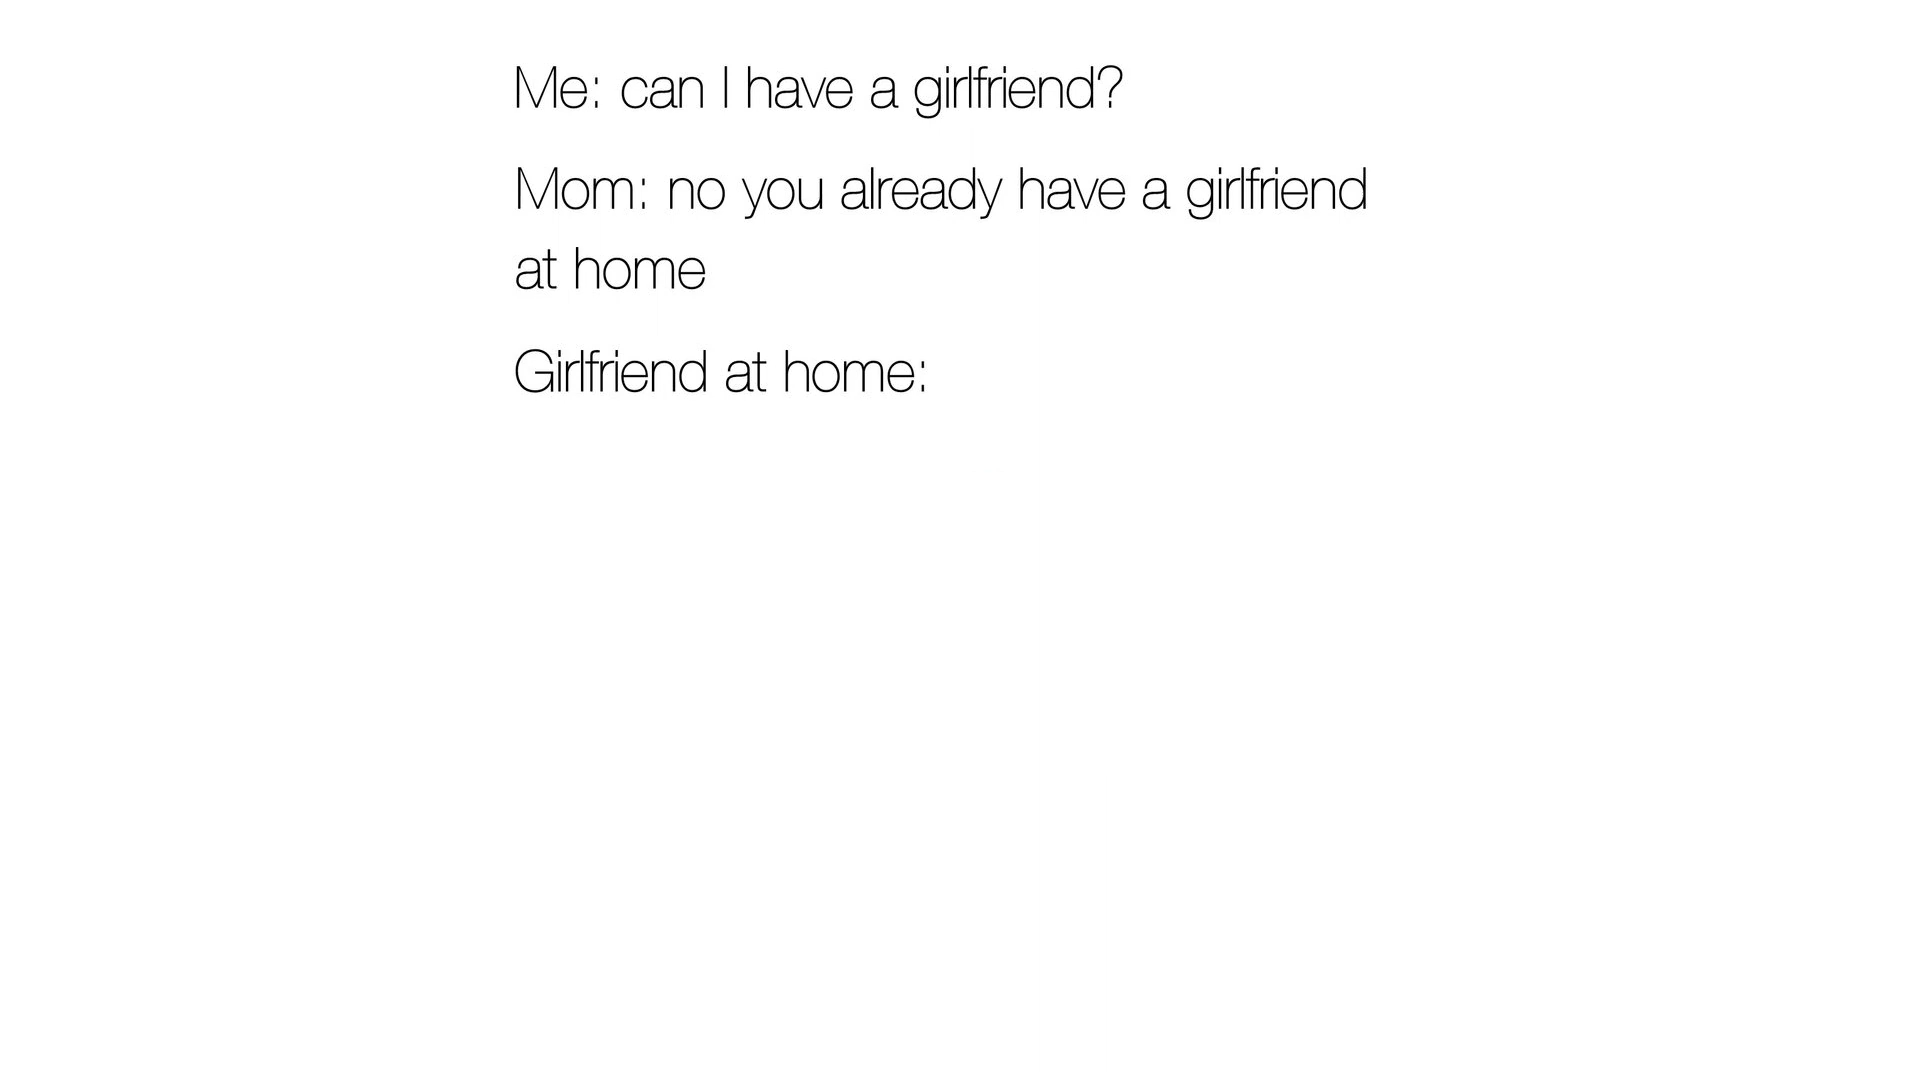 Me: can I have a girlfriend?
Mom: no you already have a girlfriend
at home
Girlfriend at home: